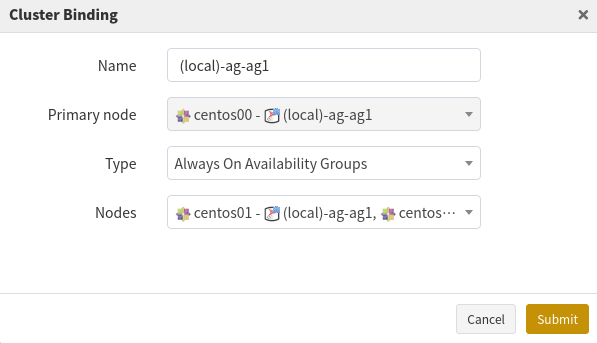 Cluster Binding
Name (local)-ag-ag1
Primary node centos00 - (local)-ag-ag1
Type Always On Availability Groups
Nodes centos01 - (local)-ag-ag1, centos···
Cancel Submit